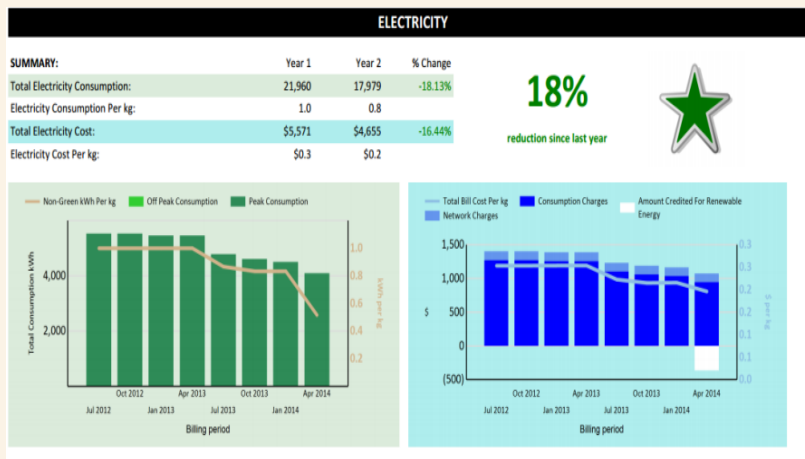 ELECTRICITY
SUMMARY: Year 1 Year 2 % Change
Total Electricity Consumption: 21,960 17,979 -18.13%
Electricity Consumption Per kg: 1.0 0.8
Total Electricity Cost: $5,571 $4,655 -16.44%
Electricity Cost Per kg: $0.3 $0.2
18%
reduction since last year
Non-Green kWh Per kg Off Peak Consumption Peak Consumption
Total Consumption kWh
4,000
2,000
1.0
0.8
0.6
0.4
0.2
kWh per kg
Oct 2012 Apr 2013 Oct 2013 Apr 2014
Jul 2012 Jan 2013 Jul 2013 Jan 2014
Billing period
Total Bill Cost Per kg Consumption Charges Amount Credited For Renewable
Energy
Network Charges
$
1,500
1,000
500
0
(500)
0.3
0.3
0.2
0.2
0.1
0.1
0.0
$ per kg
Oct 2012 Apr 2013 Oct 2013 Apr 2014
Jul 2012 Jan 2013 Jul 2013 Jan 2014
Billing period